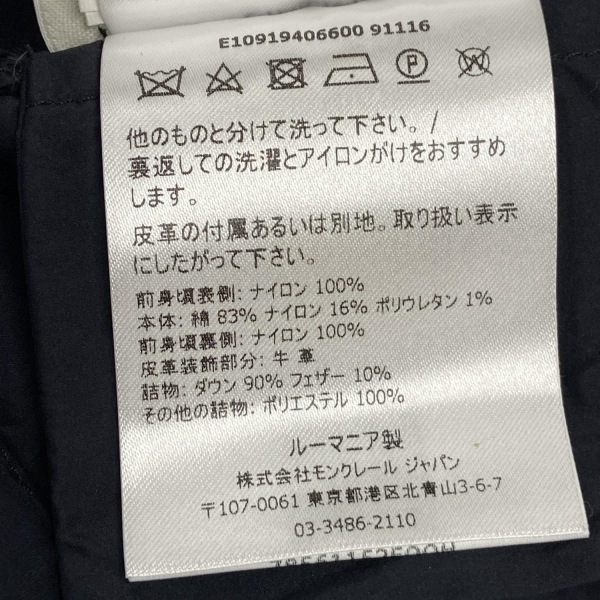 E10919406600 91116
他のものと分けて洗って下さい。/
裏返しての洗濯とアイロンがけをおすすめ
します。
皮革の付属あるいは別地。取り扱い表示
にしたがって下さい。
前身頃表側: ナイロン 100%
本体: 綿 83% ナイロン 16% ポリウレタン 1%
前身頃裏側: ナイロン 100%
皮革装飾部分: 牛 革
詰物: ダウン 90% フェザー 10%
その他の詰物: ポリエステル 100%
ルーマニア製
株式会社モンクレール ジャパン
〒107-0061 東京都港区北青山3-6-7
03-3486-2110